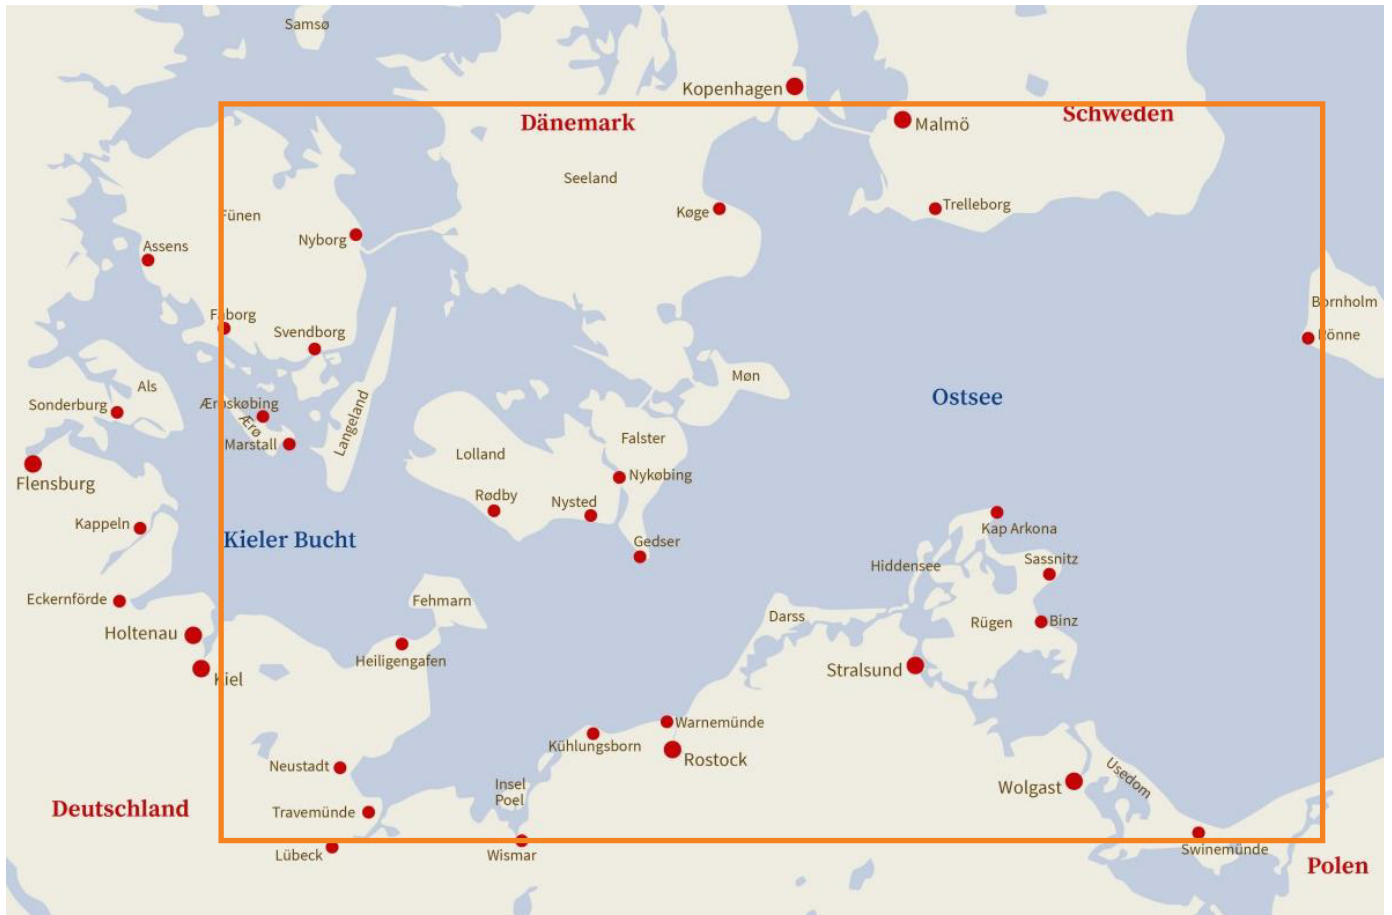 Samsø
Kopenhagen
Schweden
Dänemark
Malmö
Seeland
Trelleborg
Køge
Fünen
Nyborg
Assens
Bornholm
Faborg
Svendborg
Rönne
Møn
Als
Ostsee
Sonderburg
Ærøskøbing
Langeland
Ærø
Falster
Marstall
Lolland
Nykøbing
Flensburg
Rødby
Nysted
Kappeln
Kap Arkona
Kieler Bucht
Gedser
Sassnitz
Hiddensee
Eckernförde
Fehmarn
Darss
Rügen
Binz
Holtenau
Heiligengafen
Stralsund
Kiel
Warnemünde
Kühlungsborn
Rostock
Neustadt
Usedom
Insel
Poel
Wolgast
Deutschland
Travemünde
Lübeck
Wismar
Swinemünde
Polen